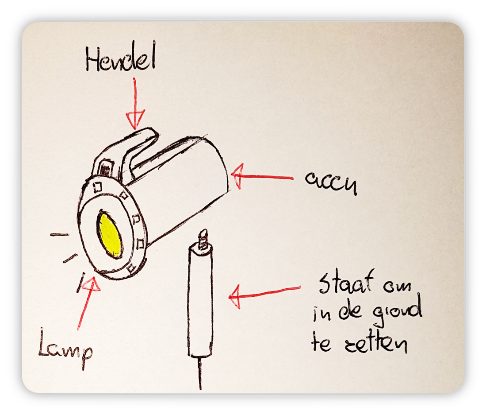 Hendel
accu
Staaf om
in de grond
te zetten
Lamp